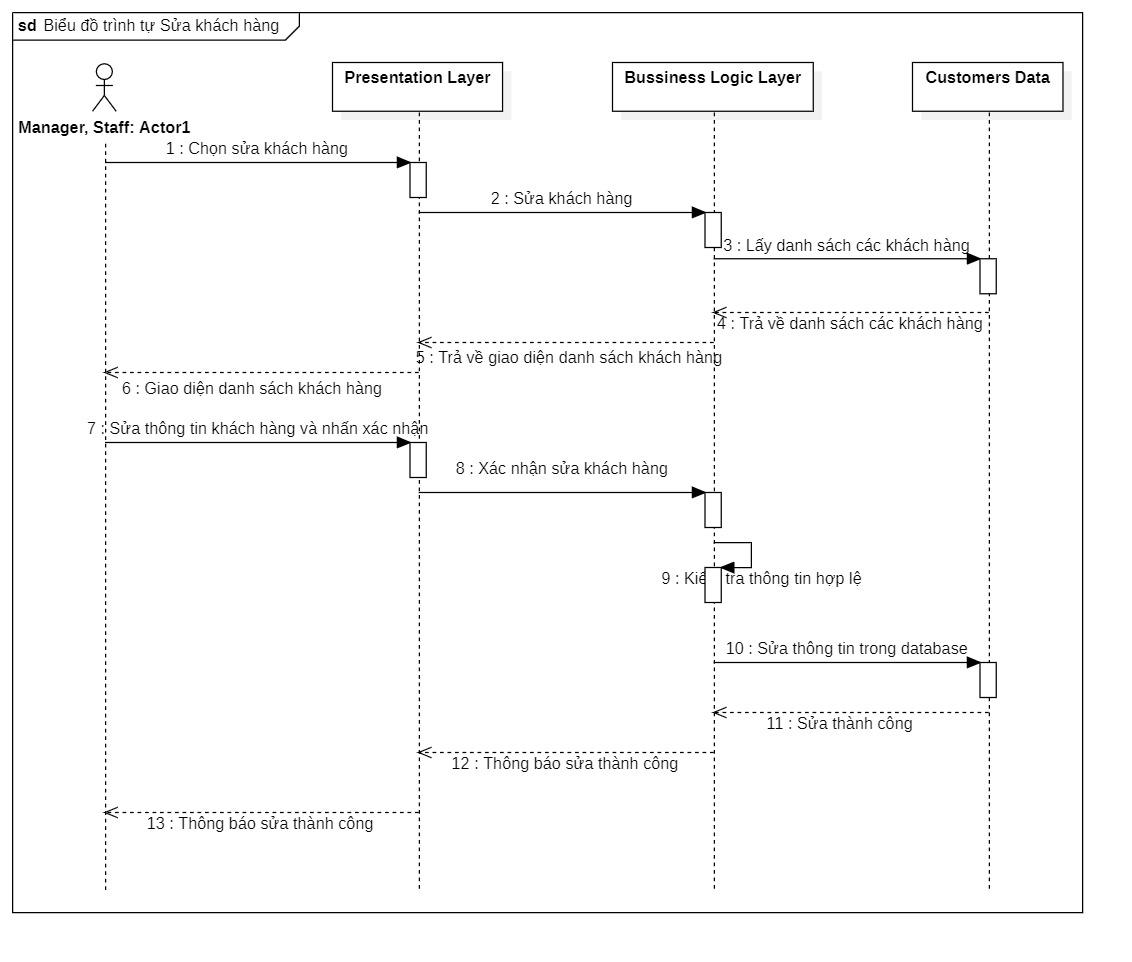 sd Biểu đồ trình tự Sửa khách hàng
Presentation Layer
Bussiness Logic Layer
Customers Data
Manager, Staff: Actor1
1 : Chọn sửa khách hàng
2 : Sửa khách hàng
3 : Lấy danh sách các khách hàng
4 : Trả về danh sách các khách hàng
5 : Trả về giao diện danh sách khách hàng
6 : Giao diện danh sách khách hàng
7 : Sửa thông tin khách hàng và nhấn xác nhận
8 : Xác nhận sửa khách hàng
9 : Kiể tra thông tin hợp lệ
10 : Sửa thông tin trong database
11 : Sửa thành công
12 : Thông báo sửa thành công
13 : Thông báo sửa thành công